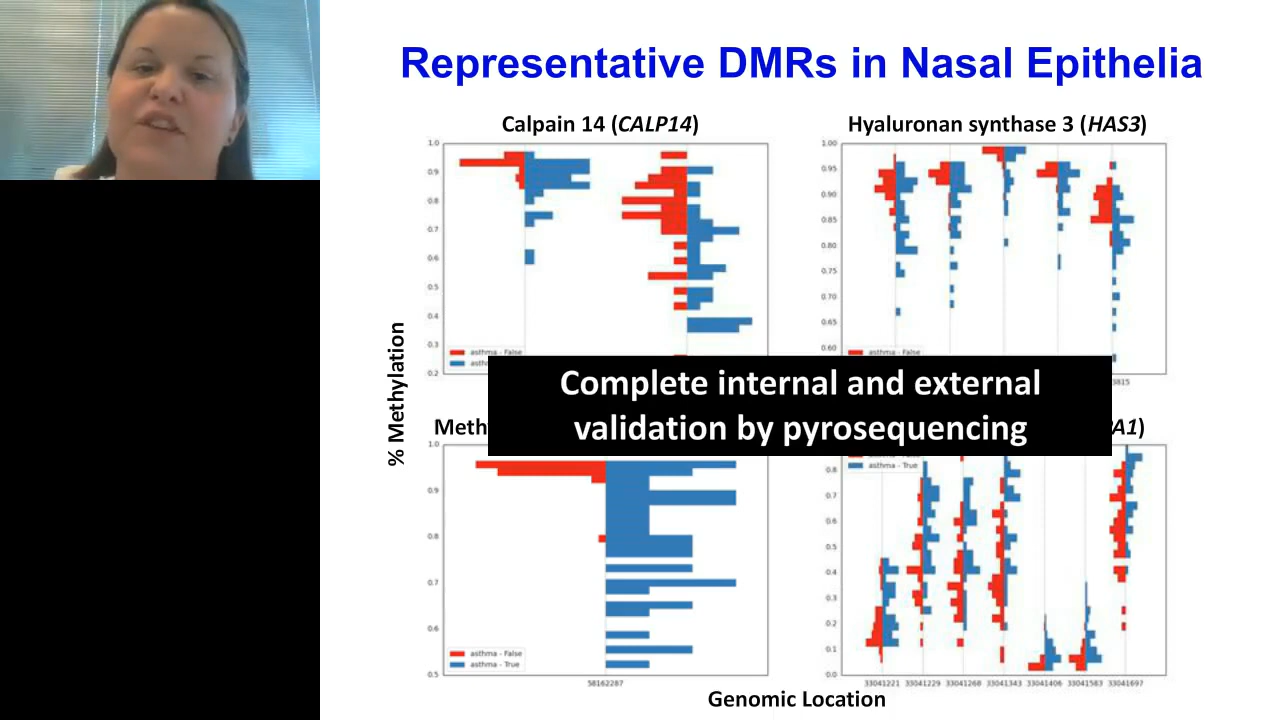 Representative DMRs in Nasal Epithelia
Calpain 14 (CALP14)
Hyaluronan synthase 3 (HAS3)
% Methylation
1.0
0.9
0.8
0.7
0.6
0.5
0.4
0.3
0.2
asthma - False
1.00
0.95
0.90
0.85
0.80
0.75
0.70
0.65
0.60
asthma - False
Complete internal and external
validation by pyrosequencing
1.0
0.9
0.8
0.7
0.6
0.5
asthma - False
asthma - True
58162287
asthma - True
0.8
0.7
0.6
0.5
0.4
0.3
0.2
0.1
0.0
33041221 33041229 33041268 33041343 33041406 33041583 33041697
Genomic Location